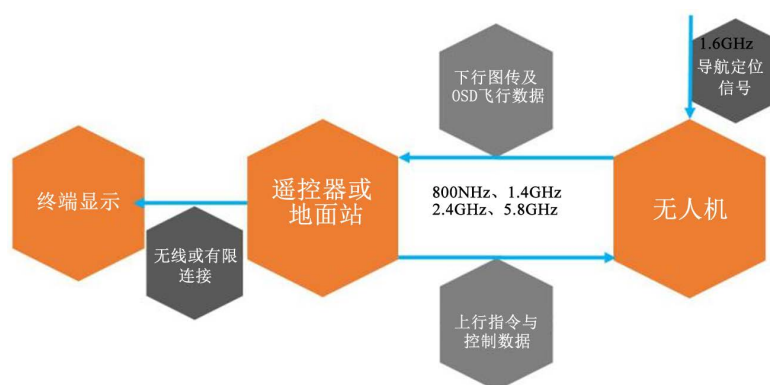 1.6GHz
导航定位
信号
下行图传及
OSD飞行数据
终端显示
遥控器或
地面站
800NHz、1.4GHz
2.4GHz、5.8GHz
无人机
无线或有限
连接
上行指令与
控制数据